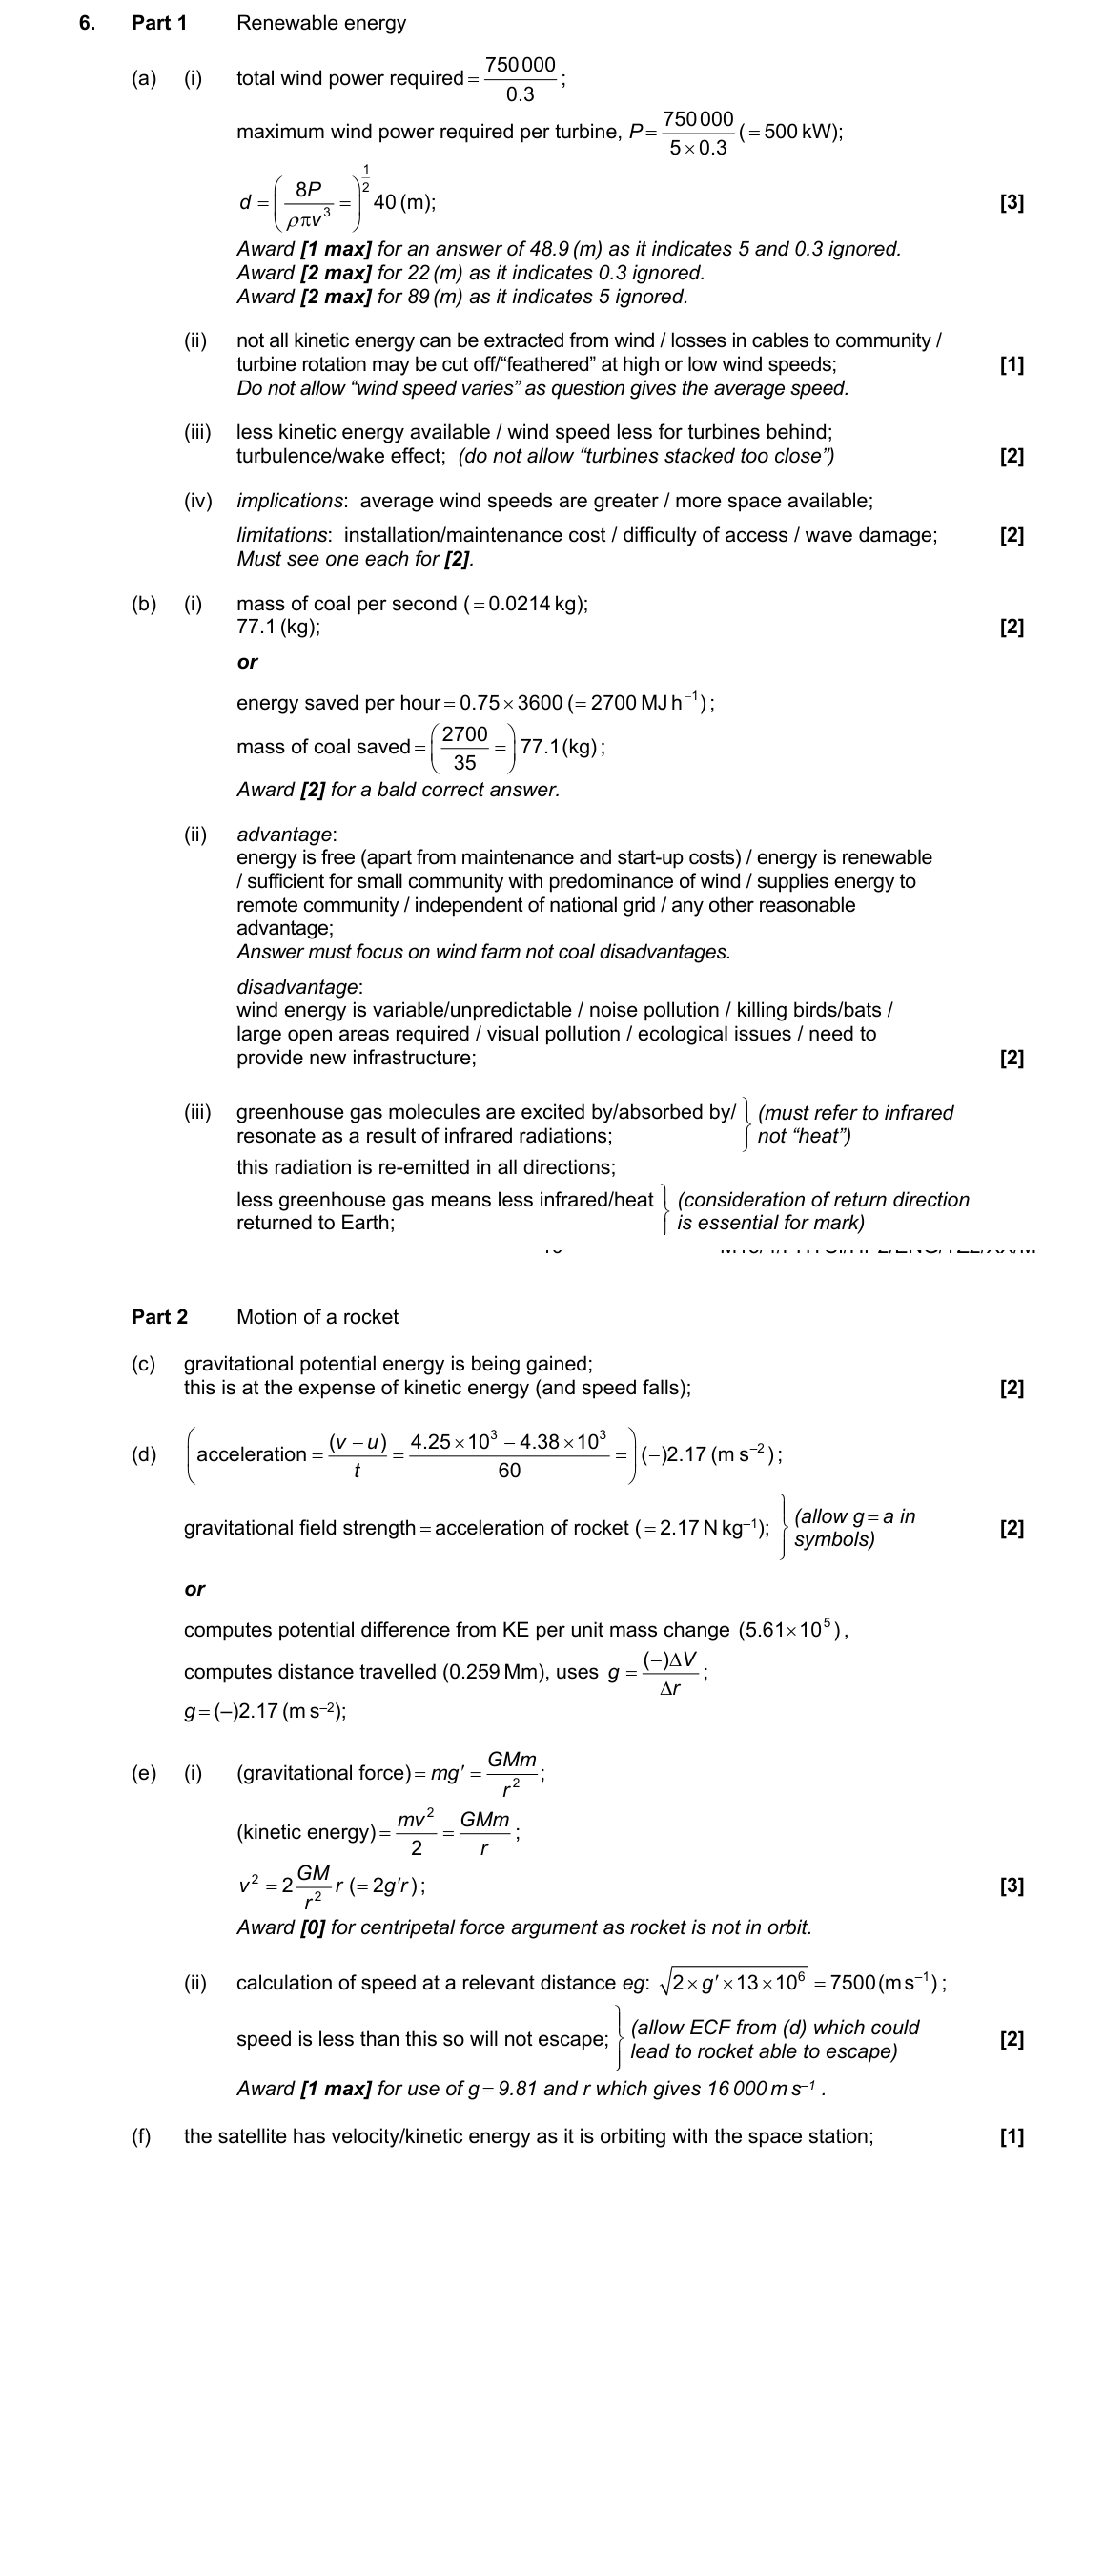 6. Part 1 Renewable energy
(a) (i) total wind power required = 750 000 / 0.3 ;
maximum wind power required per turbine, P = 750 000 / 5 × 0.3 (= 500 kW);
d = (8P / ρπv³ =)^1/2 40 (m); [3]
Award [1 max] for an answer of 48.9 (m) as it indicates 5 and 0.3 ignored.
Award [2 max] for 22 (m) as it indicates 0.3 ignored.
Award [2 max] for 89 (m) as it indicates 5 ignored.
(ii) not all kinetic energy can be extracted from wind / losses in cables to community /
turbine rotation may be cut off/“feathered” at high or low wind speeds; [1]
Do not allow “wind speed varies” as question gives the average speed.
(iii) less kinetic energy available / wind speed less for turbines behind;
turbulence/wake effect; (do not allow “turbines stacked too close”) [2]
(iv) implications: average wind speeds are greater / more space available;
limitations: installation/maintenance cost / difficulty of access / wave damage; [2]
Must see one each for [2].
(b) (i) mass of coal per second (= 0.0214 kg);
77.1 (kg); [2]
or
energy saved per hour = 0.75 × 3600 (= 2700 MJ h⁻¹);
mass of coal saved = (2700 / 35 =) 77.1 (kg);
Award [2] for a bald correct answer.
(ii) advantage:
energy is free (apart from maintenance and start-up costs) / energy is renewable
/ sufficient for small community with predominance of wind / supplies energy to
remote community / independent of national grid / any other reasonable
advantage;
Answer must focus on wind farm not coal disadvantages.
disadvantage:
wind energy is variable/unpredictable / noise pollution / killing birds/bats /
large open areas required / visual pollution / ecological issues / need to
provide new infrastructure; [2]
(iii) greenhouse gas molecules are excited by/absorbed by/ (must refer to infrared
resonate as a result of infrared radiations; not “heat”)
this radiation is re-emitted in all directions;
less greenhouse gas means less infrared/heat (consideration of return direction
returned to Earth; is essential for mark)
Part 2 Motion of a rocket
(c) gravitational potential energy is being gained;
this is at the expense of kinetic energy (and speed falls); [2]
(d) (acceleration = (v − u) / t = 4.25 × 10³ − 4.38 × 10³ / 60 =) (−)2.17 (m s⁻²);
gravitational field strength = acceleration of rocket (= 2.17 N kg⁻¹); (allow g = a in symbols) [2]
or
computes potential difference from KE per unit mass change (5.61 × 10⁵),
computes distance travelled (0.259 Mm), uses g = (−)ΔV / Δr ;
g = (–)2.17 (m s⁻²);
(e) (i) (gravitational force) = mg′ = GMm / r² ;
(kinetic energy) = mv² / 2 = GMm / r ;
v² = 2 GM / r² r (= 2g′r); [3]
Award [0] for centripetal force argument as rocket is not in orbit.
(ii) calculation of speed at a relevant distance eg: √(2 × g′ × 13 × 10⁶) = 7500 (m s⁻¹);
speed is less than this so will not escape; (allow ECF from (d) which could lead to rocket able to escape) [2]
Award [1 max] for use of g = 9.81 and r which gives 16 000 m s⁻¹ .
(f) the satellite has velocity/kinetic energy as it is orbiting with the space station; [1]